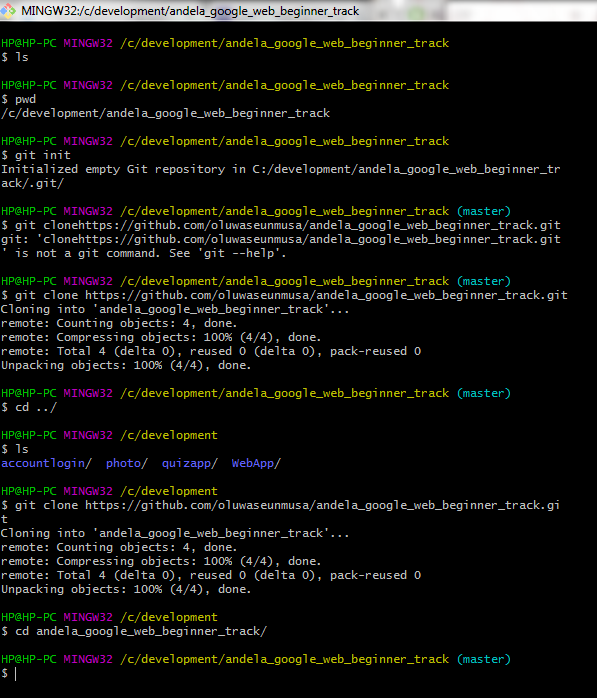 MINGW32:/c/development/andela_google_web_beginner_track
HP@HP-PC MINGW32 /c/development/andela_google_web_beginner_track
$ ls
HP@HP-PC MINGW32 /c/development/andela_google_web_beginner_track
$ pwd
/c/development/andela_google_web_beginner_track
HP@HP-PC MINGW32 /c/development/andela_google_web_beginner_track
$ git init
Initialized empty Git repository in C:/development/andela_google_web_beginner_tr
ack/.git/
HP@HP-PC MINGW32 /c/development/andela_google_web_beginner_track (master)
$ git clonehttps://github.com/oluwaseunmusa/andela_google_web_beginner_track.git
git: 'clonehttps://github.com/oluwaseunmusa/andela_google_web_beginner_track.git
' is not a git command. See 'git --help'.
HP@HP-PC MINGW32 /c/development/andela_google_web_beginner_track (master)
$ git clone https://github.com/oluwaseunmusa/andela_google_web_beginner_track.git
Cloning into 'andela_google_web_beginner_track'...
remote: Counting objects: 4, done.
remote: Compressing objects: 100% (4/4), done.
remote: Total 4 (delta 0), reused 0 (delta 0), pack-reused 0
Unpacking objects: 100% (4/4), done.
HP@HP-PC MINGW32 /c/development/andela_google_web_beginner_track (master)
$ cd ../
HP@HP-PC MINGW32 /c/development
$ ls
accountlogin/  photo/  quizapp/  WebApp/
HP@HP-PC MINGW32 /c/development
$ git clone https://github.com/oluwaseunmusa/andela_google_web_beginner_track.gi
t
Cloning into 'andela_google_web_beginner_track'...
remote: Counting objects: 4, done.
remote: Compressing objects: 100% (4/4), done.
remote: Total 4 (delta 0), reused 0 (delta 0), pack-reused 0
Unpacking objects: 100% (4/4), done.
HP@HP-PC MINGW32 /c/development
$ cd andela_google_web_beginner_track/
HP@HP-PC MINGW32 /c/development/andela_google_web_beginner_track (master)
$